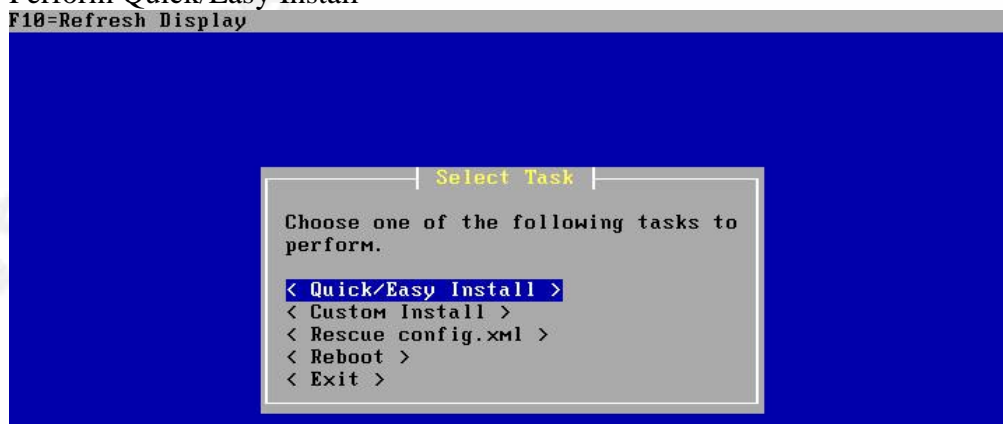 Perform Quick/Easy Install
F10=Refresh Display
Select Task
Choose one of the following tasks to
perform.
< Quick/Easy Install >
< Custom Install >
< Rescue config.xml >
< Reboot >
< Exit >